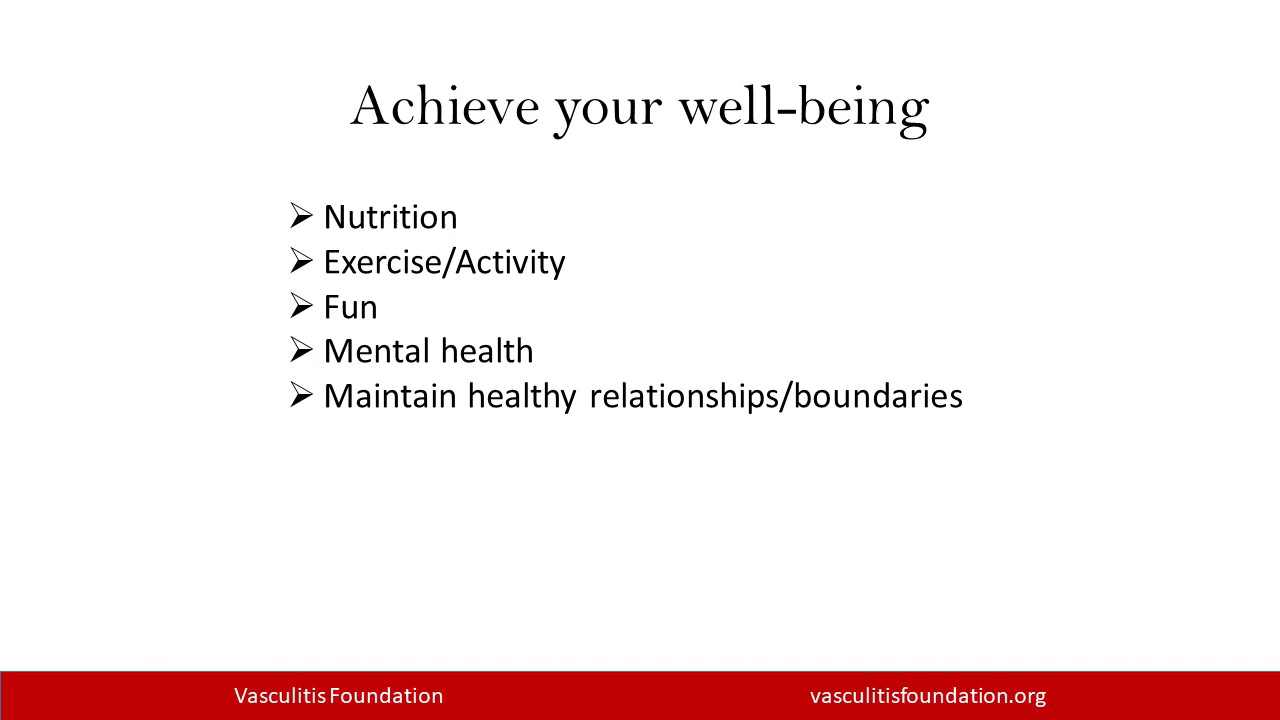 Achieve your well-being
➢ Nutrition
➢ Exercise/Activity
➢ Fun
➢ Mental health
➢ Maintain healthy relationships/boundaries
Vasculitis Foundation
vasculitisfoundation.org